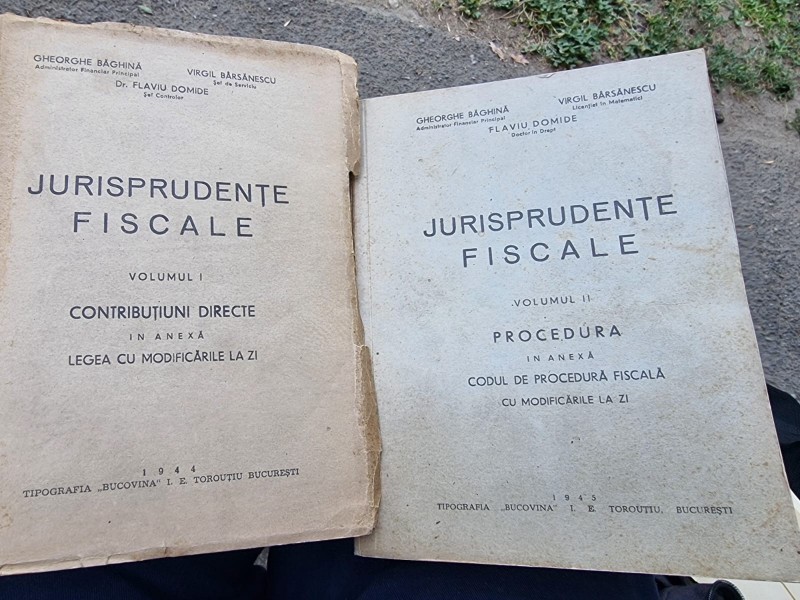 GHEORGHE BĂGHINĂ
Administrator Financiar Principal
VIRGIL BÂRSĂNESCU
Șef de Serviciu
Dr. FLAVIU DOMIDE
Șef Controlor
JURISPRUDENȚE
FISCALE
VOLUMUL I
CONTRIBUȚIUNI DIRECTE
IN ANEXĂ
LEGEA CU MODIFICĂRILE LA ZI
1944
TIPOGRAFIA „BUCOVINA" I. E. TOROUȚIU BUCUREȘTI
GHEORGHE BĂGHINĂ
Administrator Financiar Principal
VIRGIL BÂRSĂNESCU
Licențiat în Matematici
FLAVIU DOMIDE
Doctor în Drept
JURISPRUDENȚE
FISCALE
VOLUMUL II
PROCEDURA
IN ANEXĂ
CODUL DE PROCEDURĂ FISCALĂ
CU MODIFICĂRILE LA ZI
1945
TIPOGRAFIA „BUCOVINA" I. E. TOROUȚIU, BUCUREȘTI